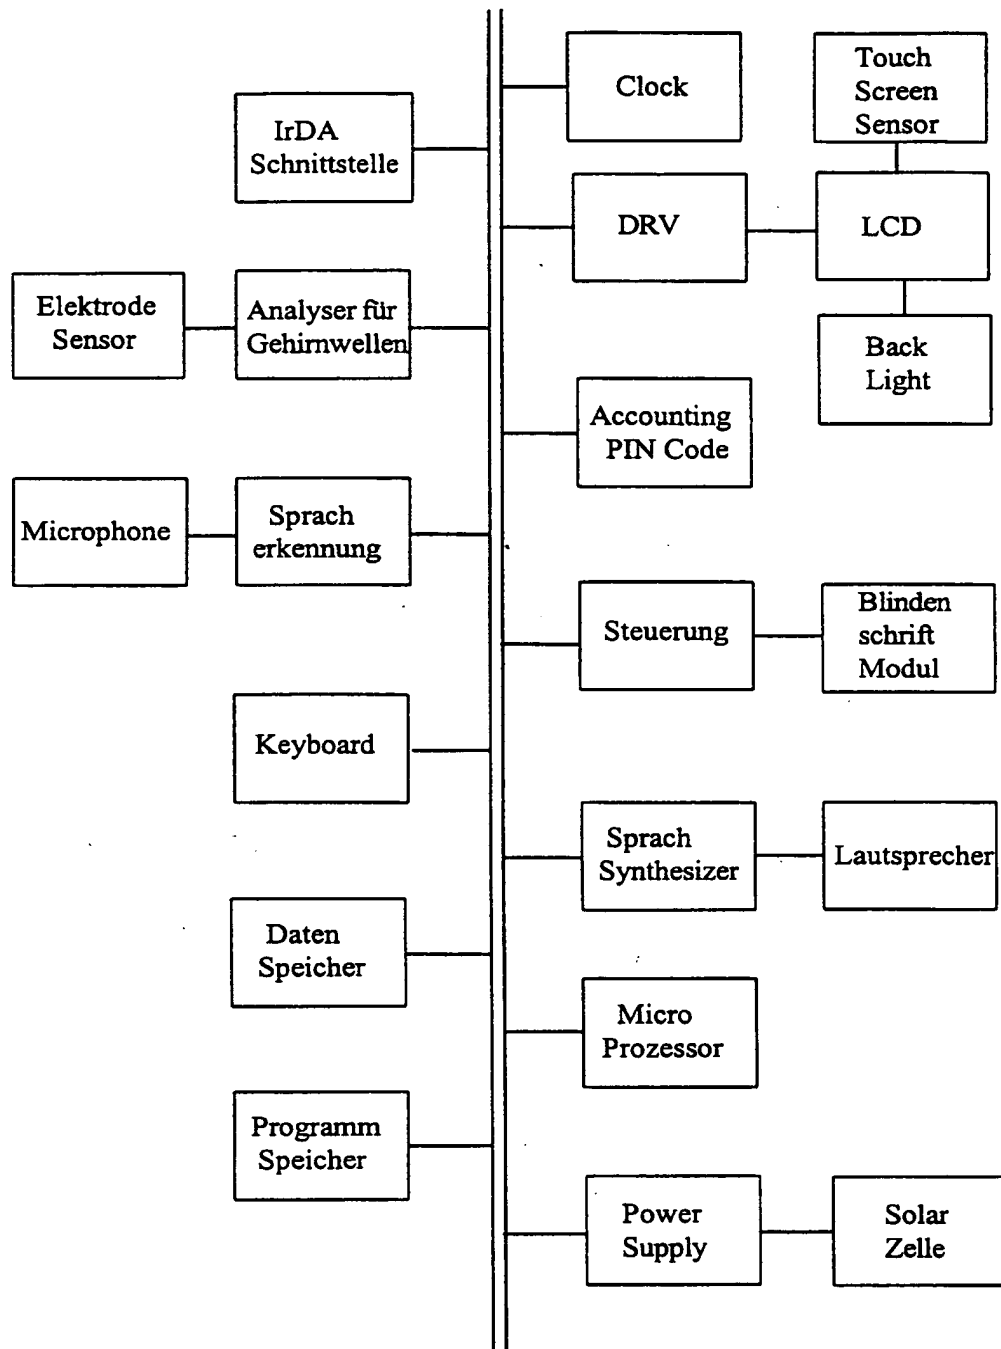 Clock
Touch
Screen
Sensor
IrDA
Schnittstelle
DRV
LCD
Elektrode
Sensor
Analyser für
Gehirnwellen
Back
Light
Accounting
PIN Code
Microphone
Sprach
erkennung
Steuerung
Blinden
schrift
Modul
Keyboard
Sprach
Synthesizer
Lautsprecher
Daten
Speicher
Micro
Prozessor
Programm
Speicher
Power
Supply
Solar
Zelle